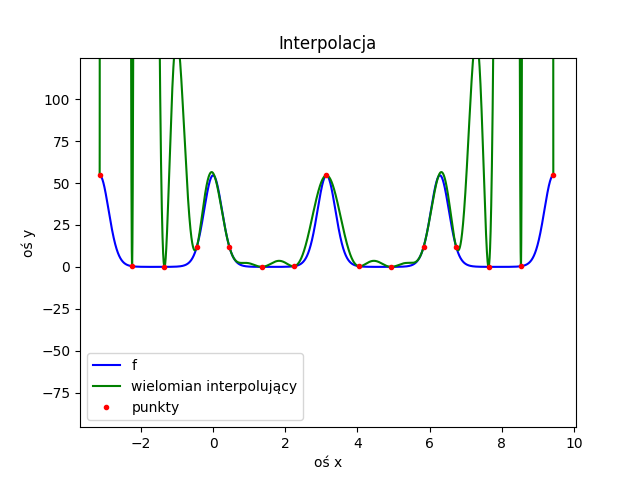 Interpolacja
oś y
100
75
50
25
0
−25
−50
−75
f
wielomian interpolujący
punkty
−2
0
2
4
6
8
10
oś x